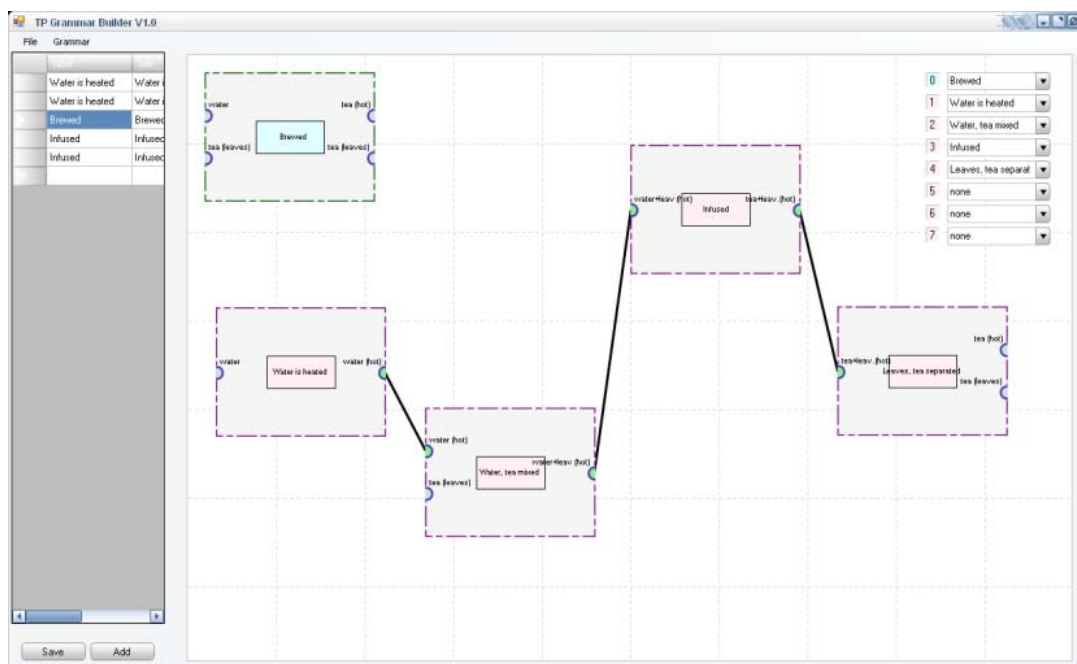 TP Grammar Builder V1.0
File Grammar
Water is heated Water i
Water is heated Water i
Brewed Brewed
Infused Infused
Infused Infused
Save Add
water tea (hot)
Brewed
tea (leaves) tea (leaves)
0 Brewed
1 Water is heated
2 Water, tea mixed
3 Infused
4 Leaves, tea separat
5 none
6 none
7 none
water+leav (hot) tea+leav. (hot)
Infused
water water (hot)
Water is heated
water (hot)
water+leav (hot)
Water, tea mixed
tea (leaves)
tea (hot)
tea+leav. (hot)
Leaves, tea separated
tea (leaves)